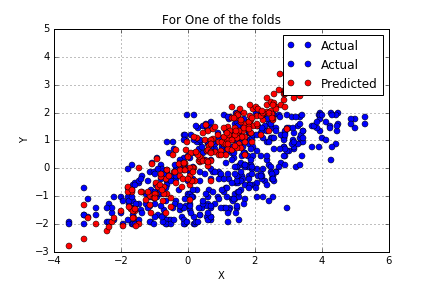 For One of the folds
5
4
3
2
1
0
−1
−2
−3
Y
Actual
Actual
Predicted
−4 −2 0 2 4 6
X